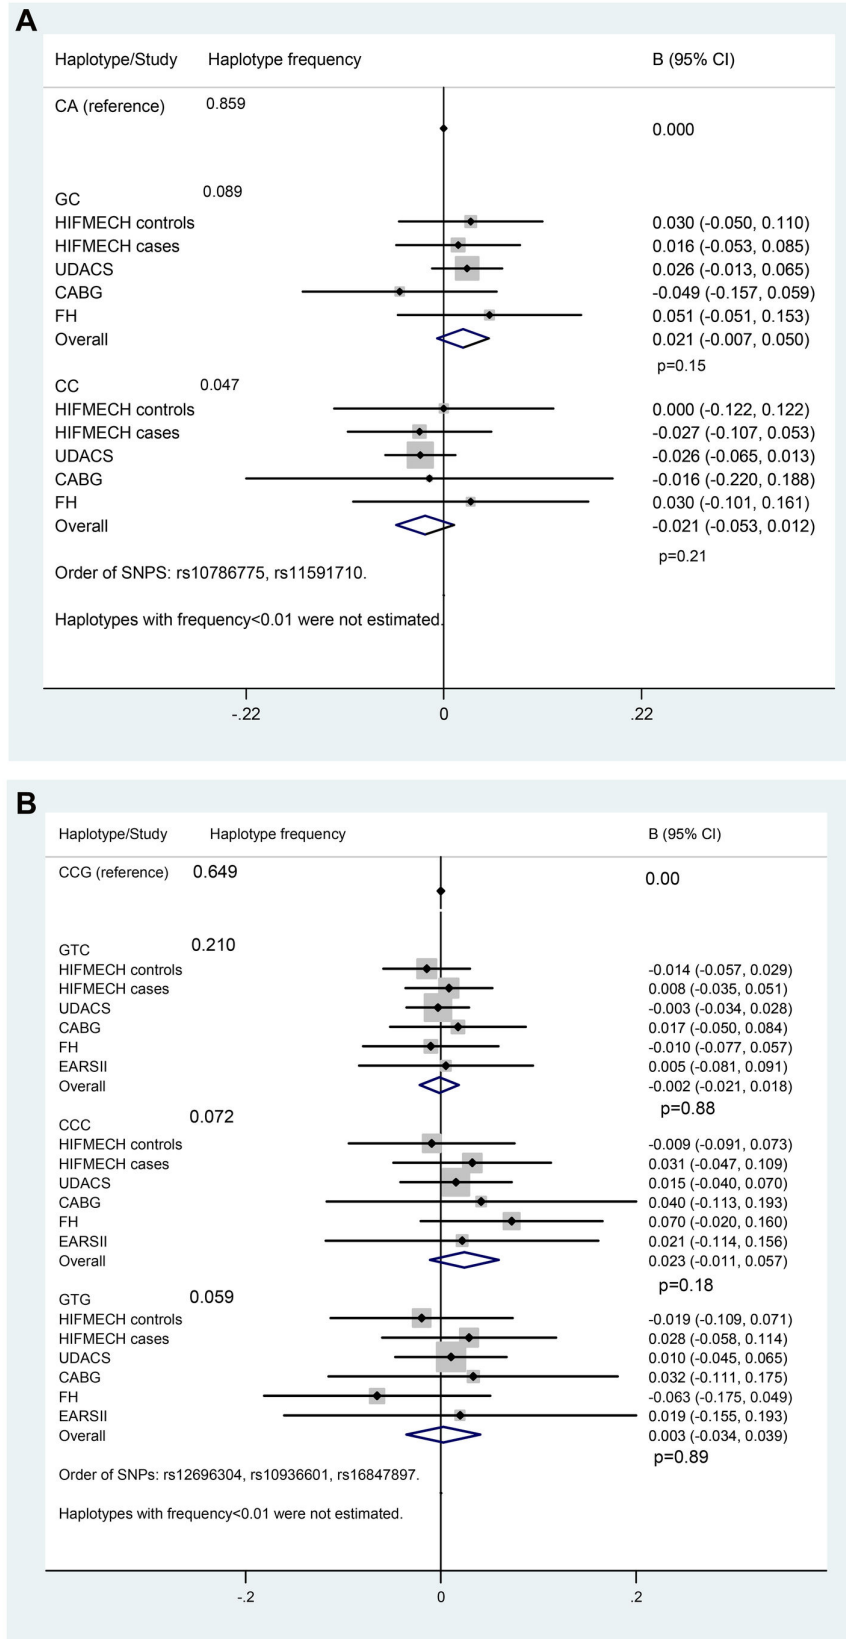 A
Haplotype/Study Haplotype frequency B (95% CI)
CA (reference) 0.859
0.000
GC 0.089
HIFMECH controls 0.030 (-0.050, 0.110)
HIFMECH cases 0.016 (-0.053, 0.085)
UDACS 0.026 (-0.013, 0.065)
CABG -0.049 (-0.157, 0.059)
FH 0.051 (-0.051, 0.153)
Overall 0.021 (-0.007, 0.050)
p=0.15
CC 0.047
HIFMECH controls 0.000 (-0.122, 0.122)
HIFMECH cases -0.027 (-0.107, 0.053)
UDACS -0.026 (-0.065, 0.013)
CABG -0.016 (-0.220, 0.188)
FH 0.030 (-0.101, 0.161)
Overall -0.021 (-0.053, 0.012)
p=0.21
Order of SNPS: rs10786775, rs11591710.
Haplotypes with frequency<0.01 were not estimated.
-.22 0 .22
B
Haplotype/Study Haplotype frequency B (95% CI)
CCG (reference) 0.649
0.00
GTC 0.210
HIFMECH controls -0.014 (-0.057, 0.029)
HIFMECH cases 0.008 (-0.035, 0.051)
UDACS -0.003 (-0.034, 0.028)
CABG 0.017 (-0.050, 0.084)
FH -0.010 (-0.077, 0.057)
EARSII 0.005 (-0.081, 0.091)
Overall -0.002 (-0.021, 0.018)
p=0.88
CCC 0.072
HIFMECH controls -0.009 (-0.091, 0.073)
HIFMECH cases 0.031 (-0.047, 0.109)
UDACS 0.015 (-0.040, 0.070)
CABG 0.040 (-0.113, 0.193)
FH 0.070 (-0.020, 0.160)
EARSII 0.021 (-0.114, 0.156)
Overall 0.023 (-0.011, 0.057)
p=0.18
GTG 0.059
HIFMECH controls -0.019 (-0.109, 0.071)
HIFMECH cases 0.028 (-0.058, 0.114)
UDACS 0.010 (-0.045, 0.065)
CABG 0.032 (-0.111, 0.175)
FH -0.063 (-0.175, 0.049)
EARSII 0.019 (-0.155, 0.193)
Overall 0.003 (-0.034, 0.039)
p=0.89
Order of SNPs: rs12696304, rs10936601, rs16847897.
Haplotypes with frequency<0.01 were not estimated.
-.2 0 .2